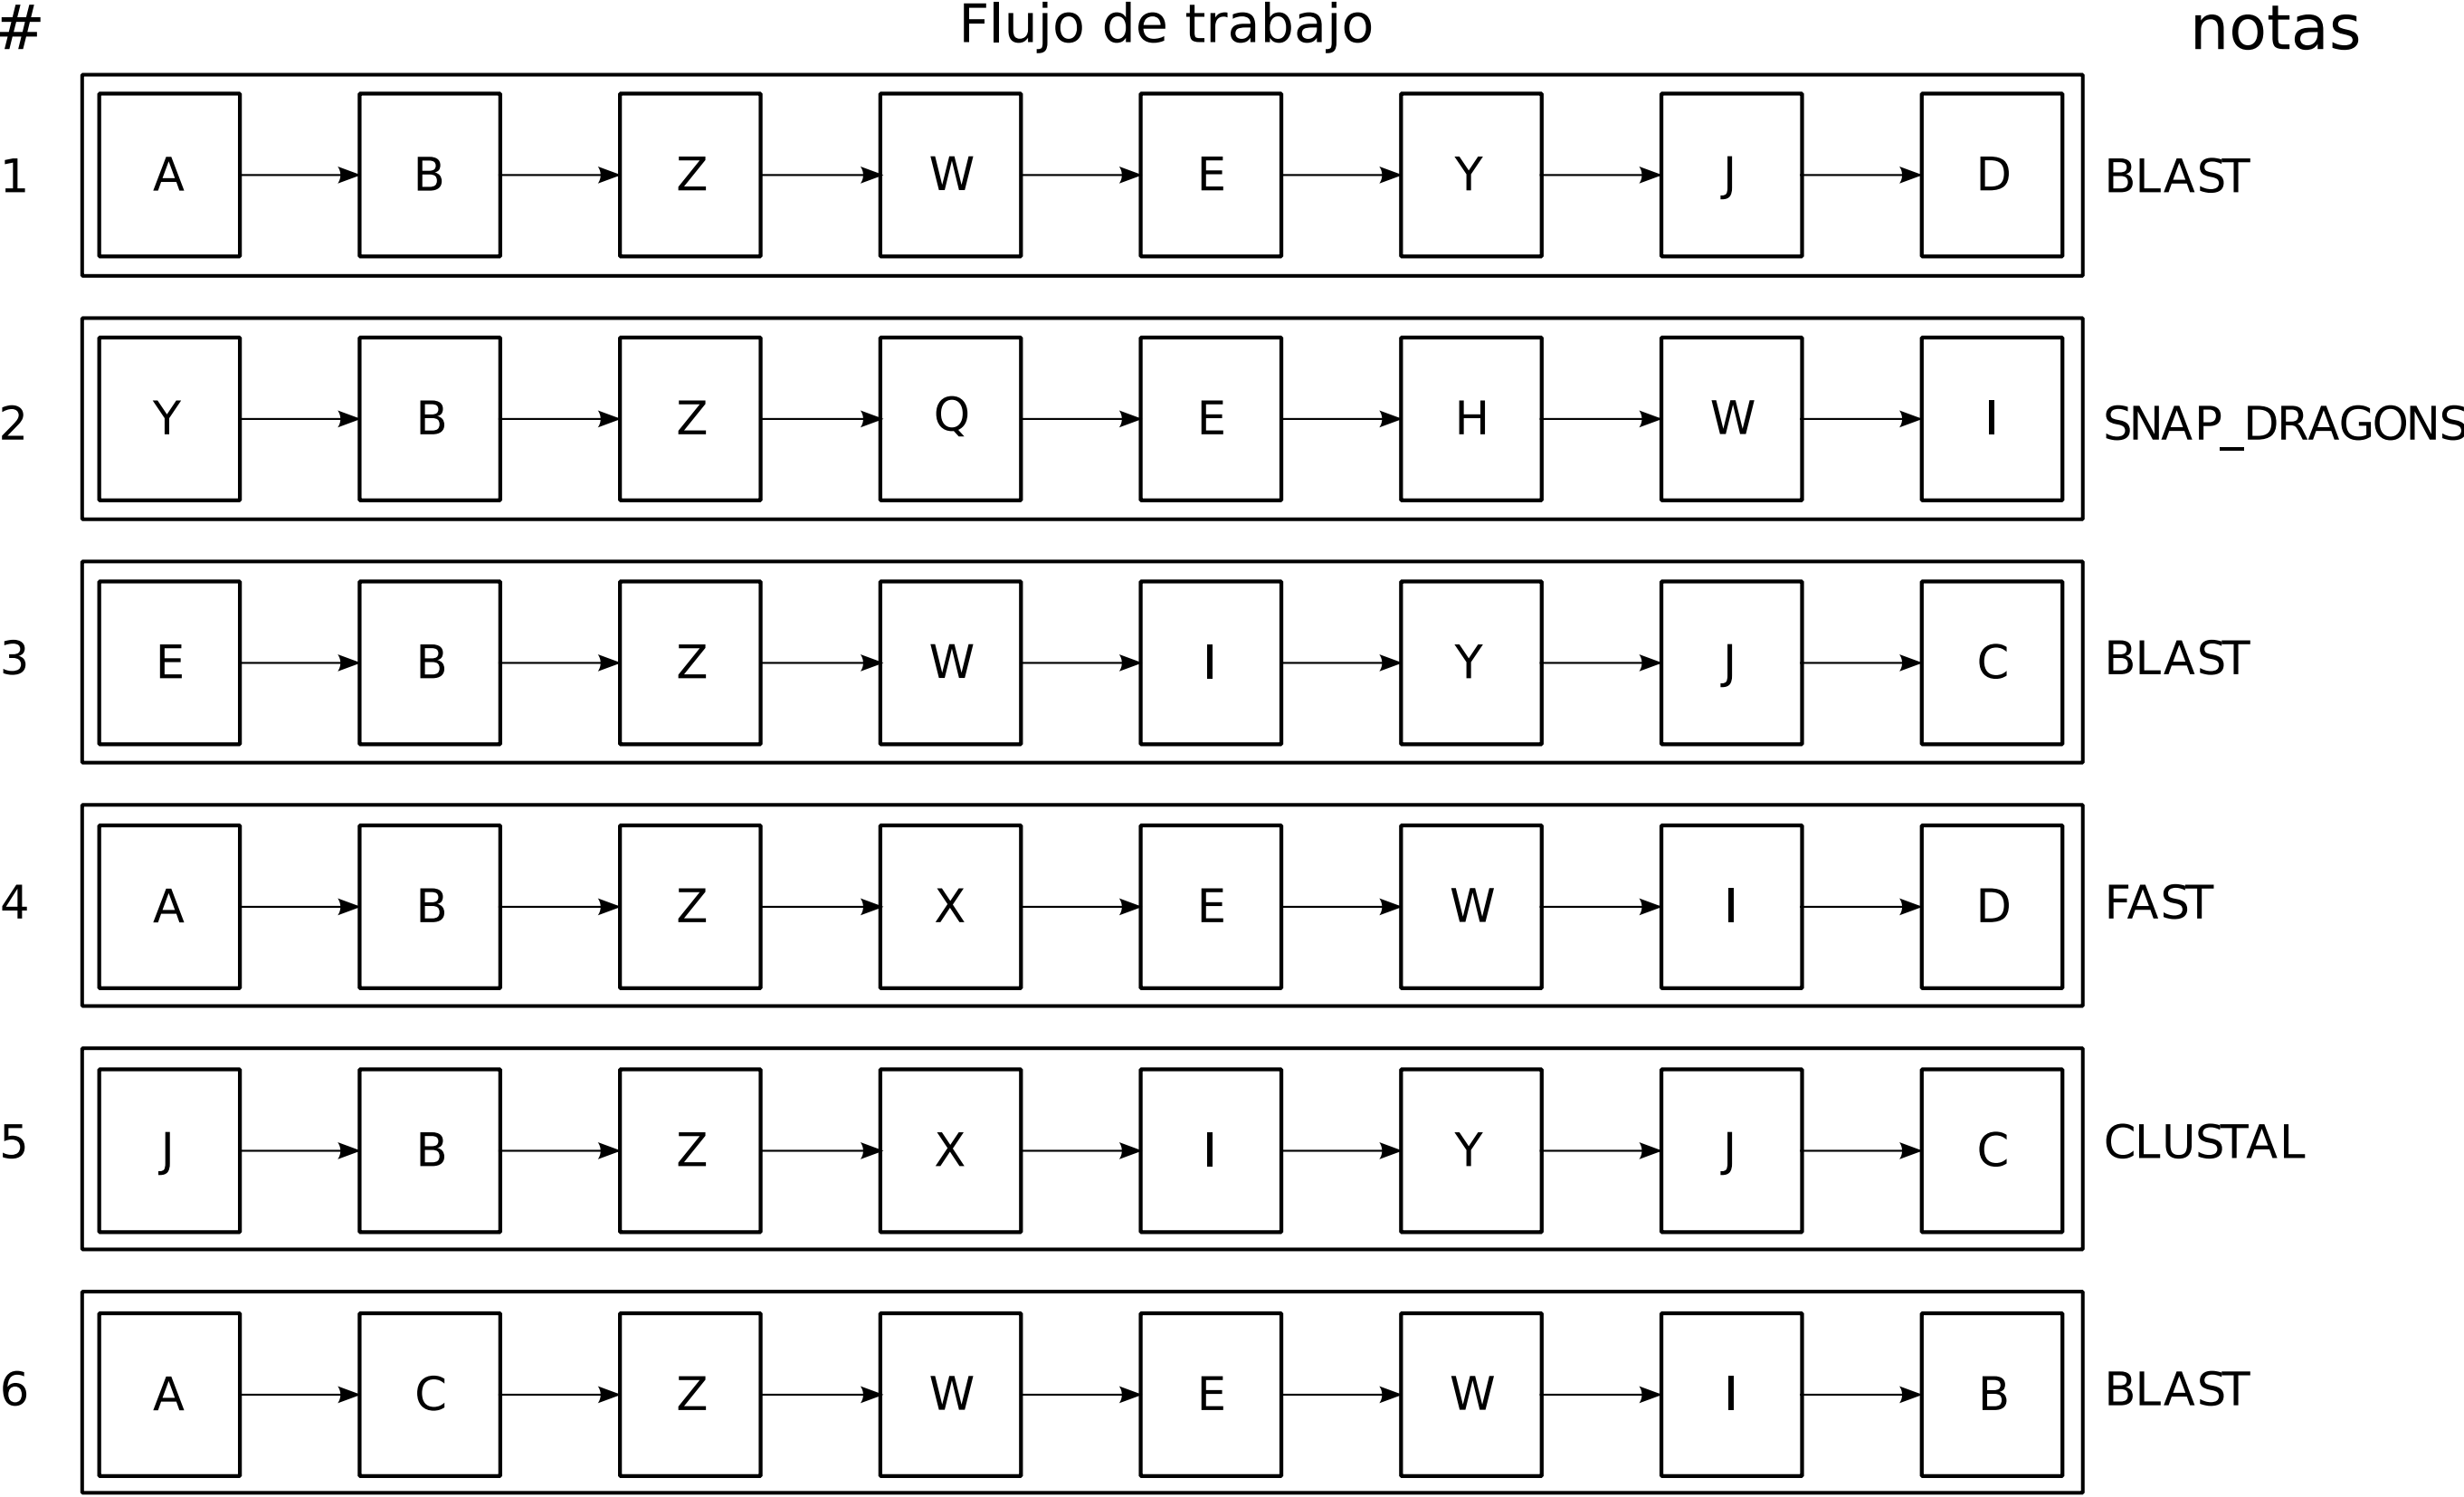 # Flujo de trabajo notas
1 A B Z W E Y J D BLAST
2 Y B Z Q E H W I SNAP_DRAGONS
3 E B Z W I Y J C BLAST
4 A B Z X E W I D FAST
5 J B Z X I Y J C CLUSTAL
6 A C Z W E W I B BLAST